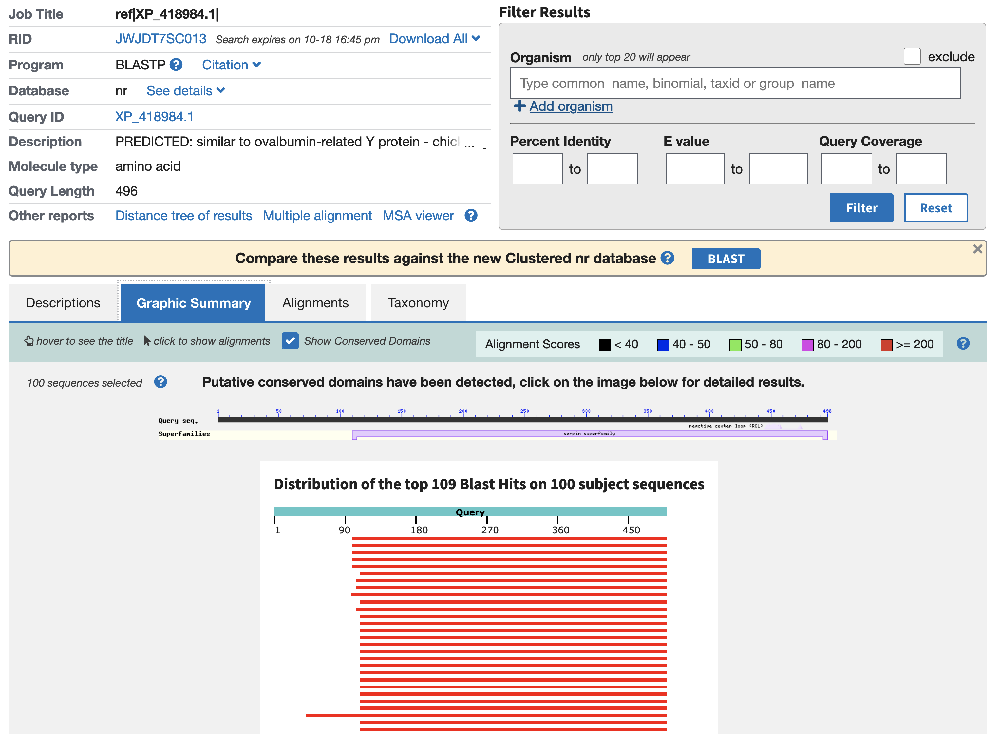 Job Title ref|XP_418984.1|
RID JWJDT7SC013 Search expires on 10-18 16:45 pm Download All
Program BLASTP ? Citation
Database nr See details
Query ID XP_418984.1
Description PREDICTED: similar to ovalbumin-related Y protein - chicl ...
Molecule type amino acid
Query Length 496
Other reports Distance tree of results Multiple alignment MSA viewer ?
Filter Results
Organism only top 20 will appear exclude
Type common name, binomial, taxid or group name
+ Add organism
Percent Identity E value Query Coverage
to to to
Filter Reset
Compare these results against the new Clustered nr database ? BLAST
Descriptions Graphic Summary Alignments Taxonomy
hover to see the title click to show alignments Show Conserved Domains Alignment Scores < 40 40 - 50 50 - 80 80 - 200 >= 200 ?
100 sequences selected ? Putative conserved domains have been detected, click on the image below for detailed results.
1 50 100 150 200 250 300 350 400 450 496
Query seq.
reactive center loop (RCL)
Superfamilies serpin superfamily
Distribution of the top 109 Blast Hits on 100 subject sequences
Query
1 90 180 270 360 450